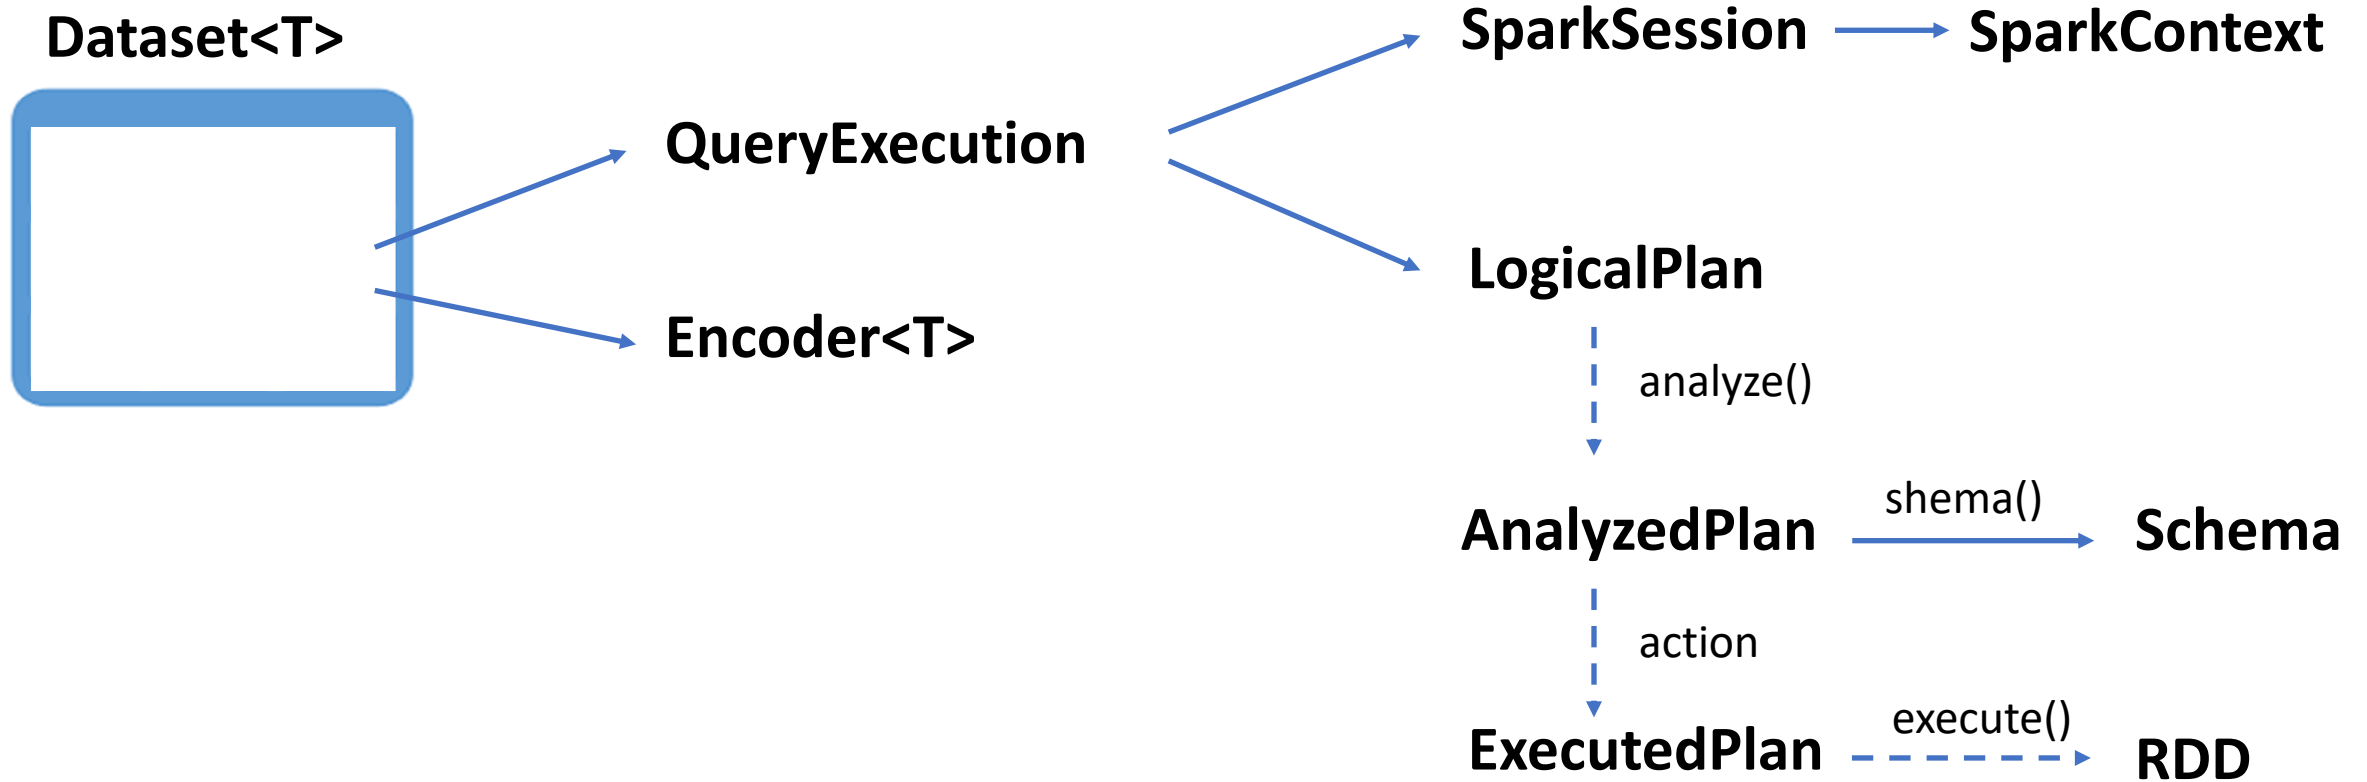 Dataset<T>
SparkSession
SparkContext
QueryExecution
LogicalPlan
Encoder<T>
analyze()
AnalyzedPlan
shema()
Schema
action
ExecutedPlan
execute()
RDD